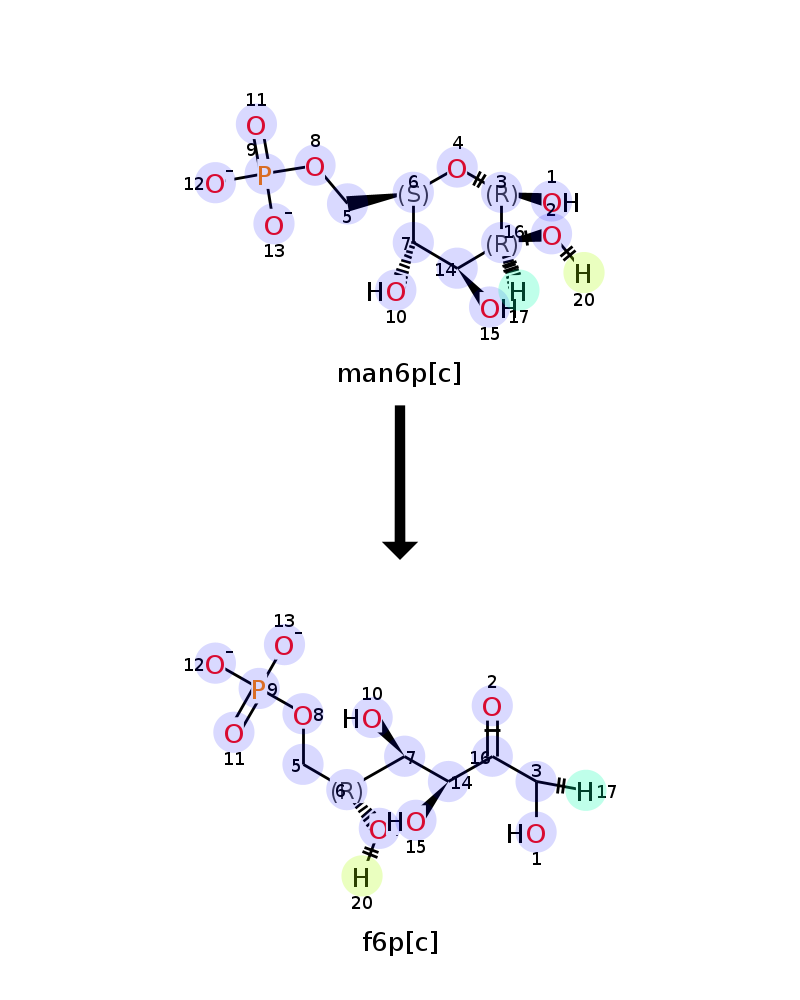 11
O
9
8
4
12 O⁻
P
O
O
6
3
1
(S)
(R)
OH
2
5
O⁻
13
7
16
(R)
O
14
H
20
HO
10
H
OH
17
15
man6p[c]
13
O⁻
12 O⁻
P 9
O 8
10
HO
2
O
O
11
5
7
16
3
(R)
6
14
H 17
O
HO
15
HO
1
H
20
f6p[c]